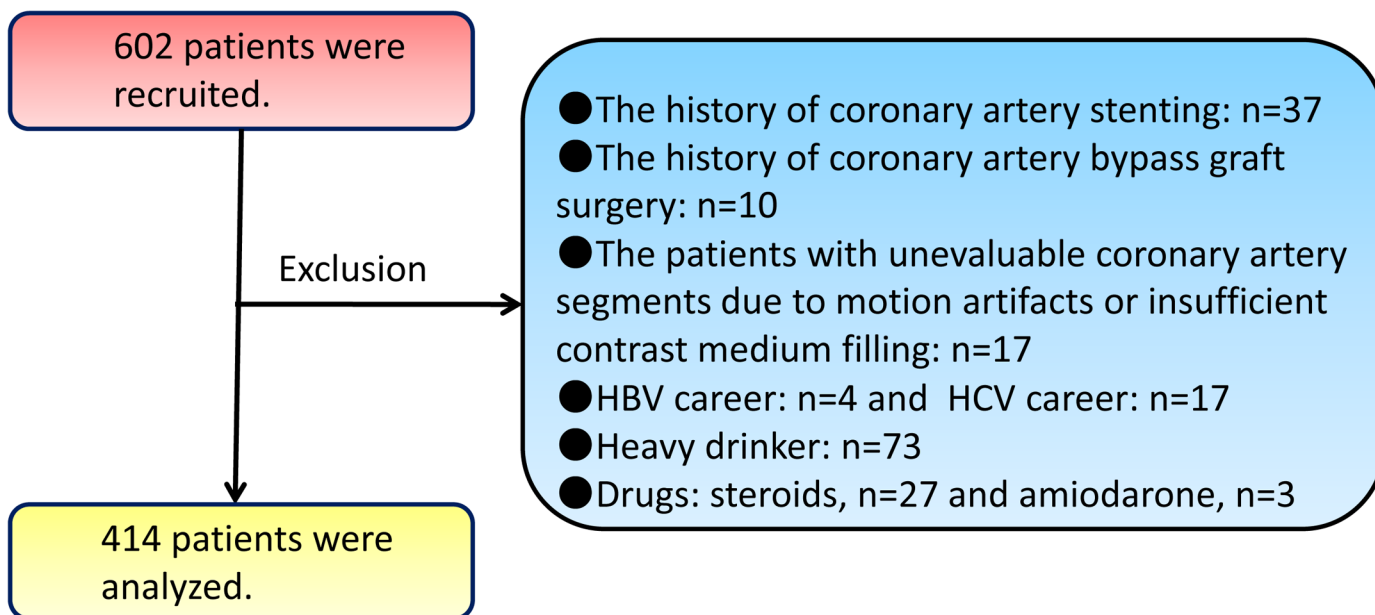 602 patients were
recruited.
Exclusion
●The history of coronary artery stenting: n=37
●The history of coronary artery bypass graft
surgery: n=10
●The patients with unevaluable coronary artery
segments due to motion artifacts or insufficient
contrast medium filling: n=17
●HBV career: n=4 and  HCV career: n=17
●Heavy drinker: n=73
●Drugs: steroids, n=27 and amiodarone, n=3
414 patients were
analyzed.